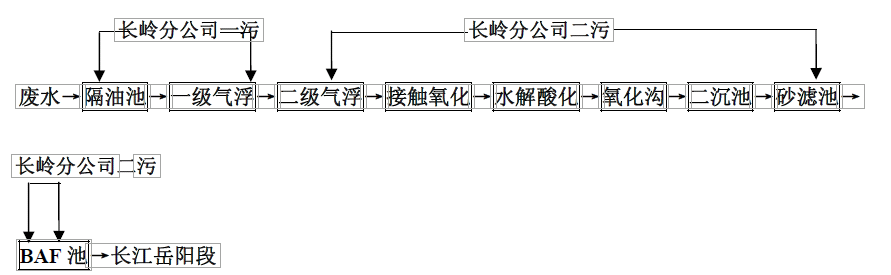 长岭分公司一污 长岭分公司二污
废水 隔油池 一级气浮 二级气浮 接触氧化 水解酸化 氧化沟 二沉池 砂滤池
长岭分公司二污
BAF 池 长江岳阳段